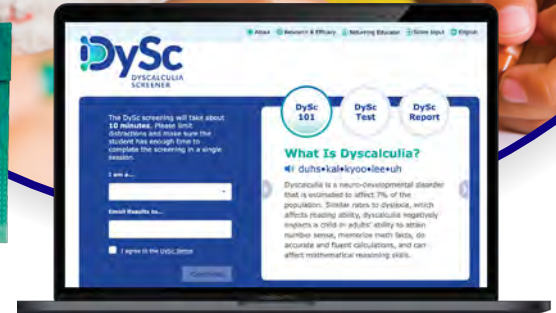 About
Research & Efficacy
Returning Educator
Score Input
English
DySc
DYSCALCULIA
SCREENER
The DySc screening will take about
10 minutes. Please limit
distractions and make sure the
student has enough time to
complete the screening in a single
session.
I am a...
Email Results to...
I agree to the DySc terms
DySc
101
DySc
Test
DySc
Report
What Is Dyscalculia?
duhs•kal•kyoo•lee•uh
Dyscalculia is a neuro-developmental disorder
that is estimated to affect 7% of the
population. Similar rates to dyslexia, which
affects reading ability, dyscalculia negatively
impacts a child or adults' ability to attain
number sense, memorize math facts, do
accurate and fluent calculations, and can
affect mathematical reasoning skills.